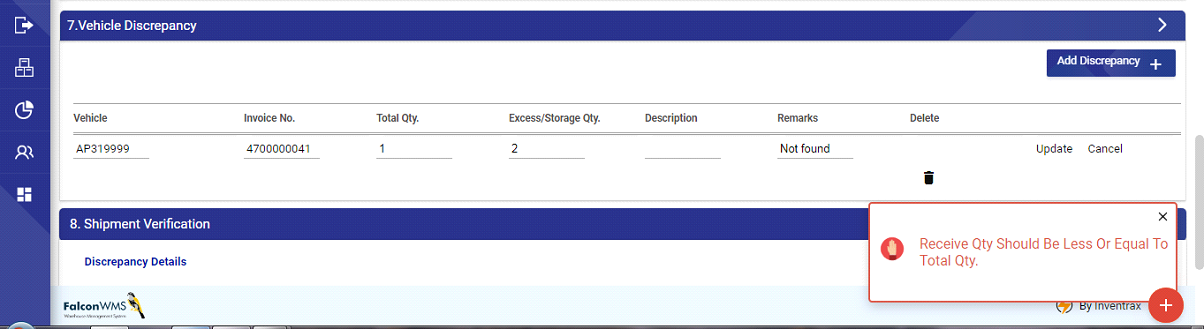 7.Vehicle Discrepancy
Add Discrepancy +
Vehicle Invoice No. Total Qty. Excess/Storage Qty. Description Remarks Delete
AP319999 4700000041 1 2 Not found Update Cancel
8. Shipment Verification
Receive Qty Should Be Less Or Equal To
Total Qty.
Discrepancy Details
FalconWMS
Warehouse Management System
By Inventrax